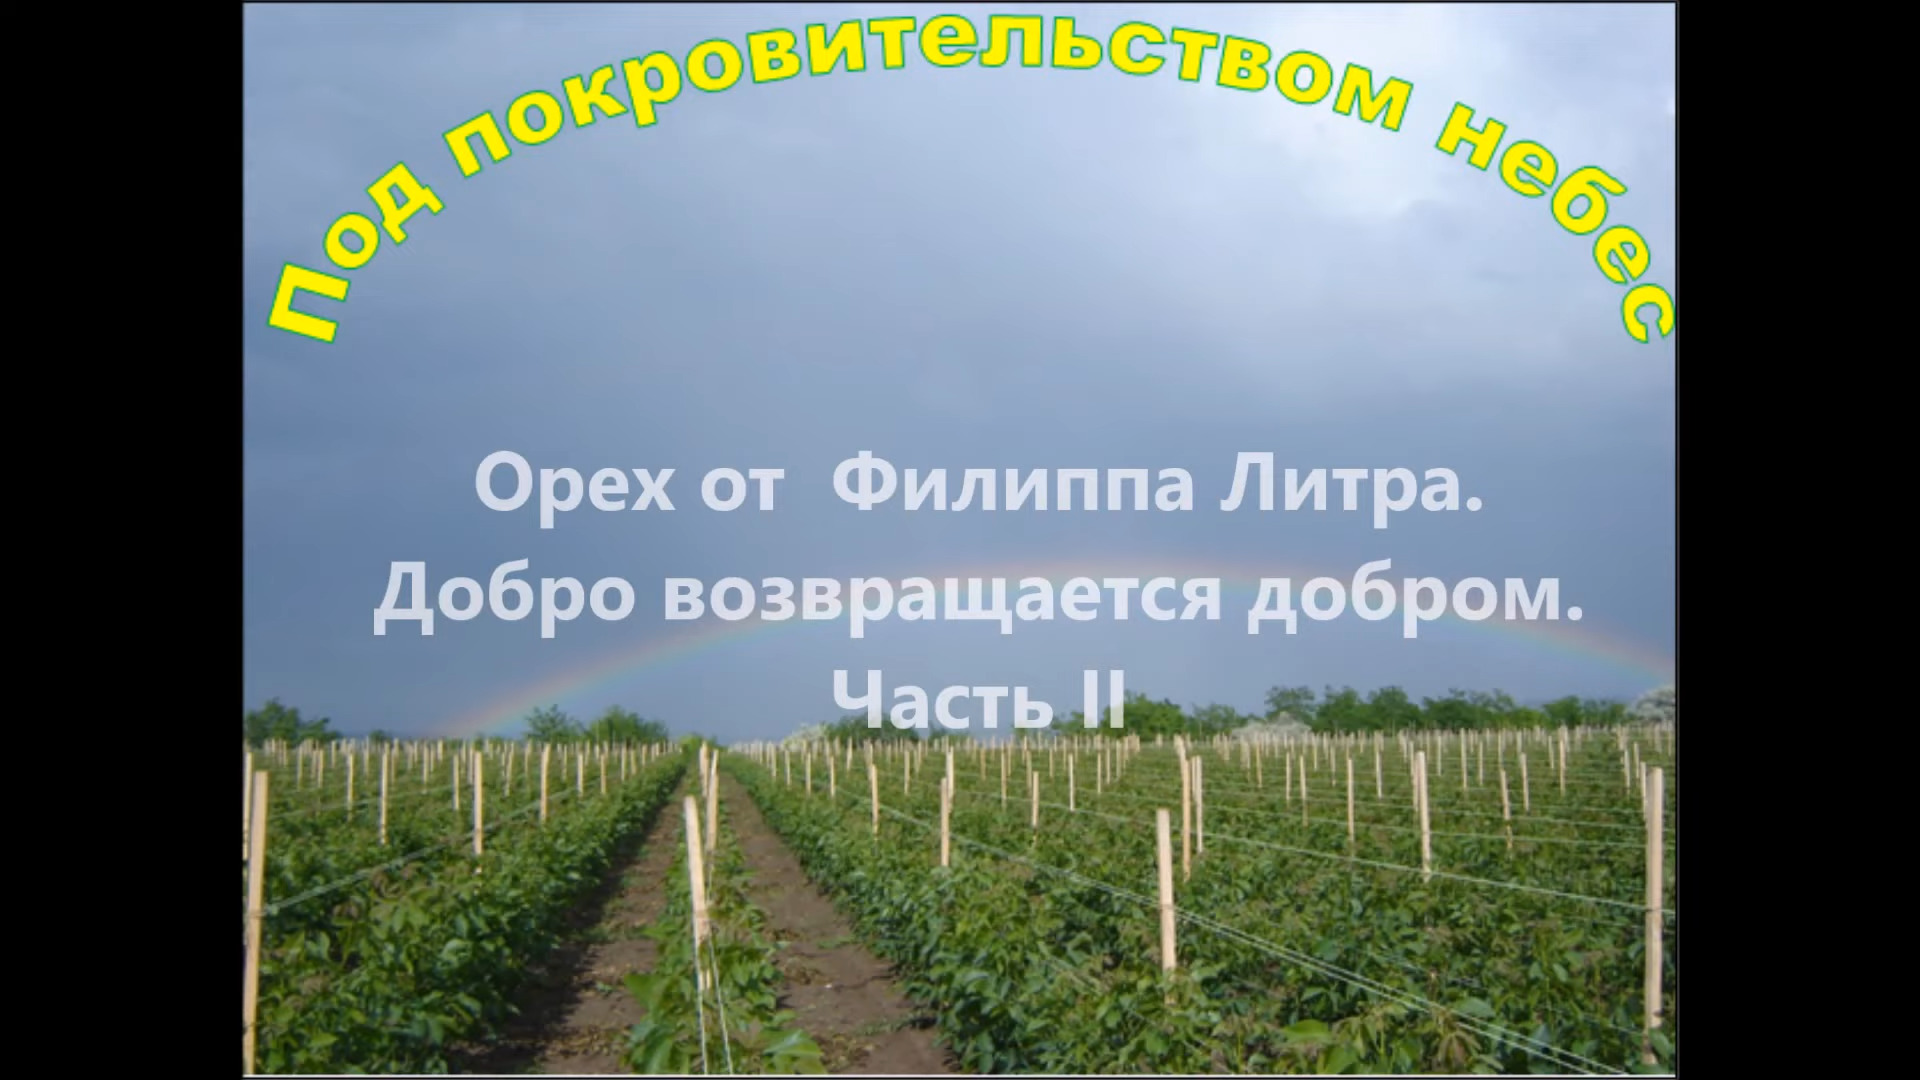 Под покровительством небес
Орех от Филиппа Литра.
Добро возвращается добром.
Часть II